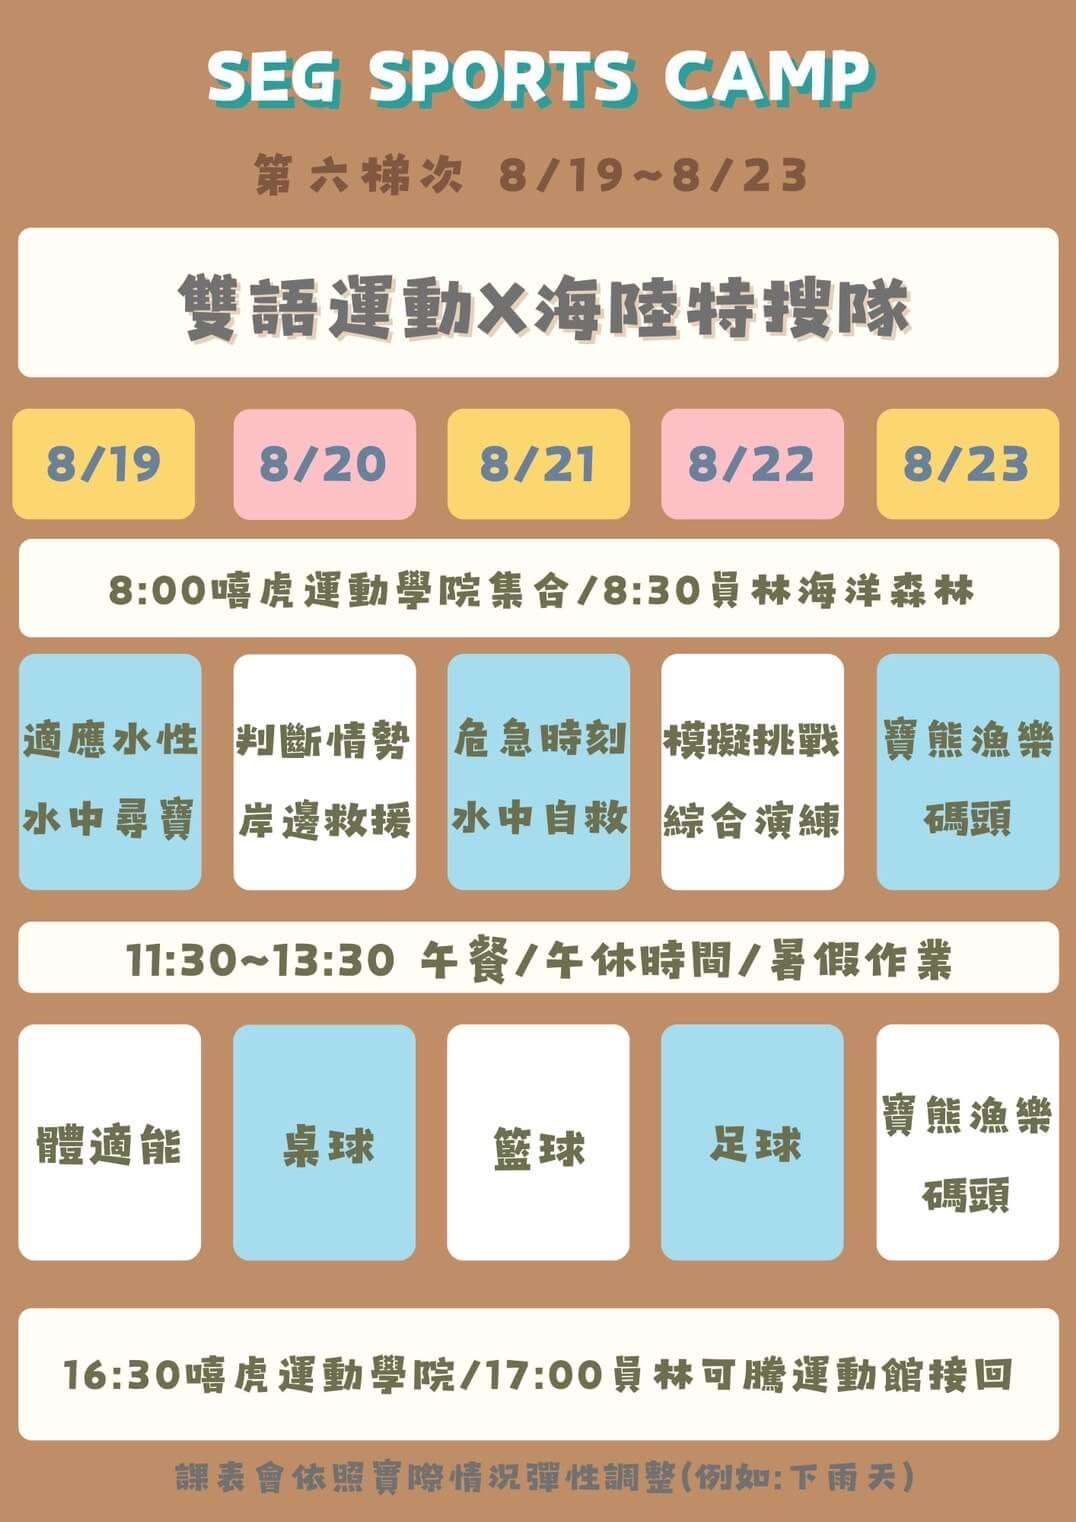 SEG SPORTS CAMP
第六梯次 8/19~8/23
雙語運動X海陸特搜隊
8/19
8/20
8/21
8/22
8/23
8:00嘻虎運動學院集合/8:30員林海洋森林
適應水性
水中尋寶
判斷情勢
岸邊救援
危急時刻
水中自救
模擬挑戰
綜合演練
寶熊漁樂
碼頭
11:30~13:30 午餐/午休時間/暑假作業
體適能
桌球
籃球
足球
寶熊漁樂
碼頭
16:30嘻虎運動學院/17:00員林可騰運動館接回
課表會依照實際情況彈性調整(例如:下雨天)